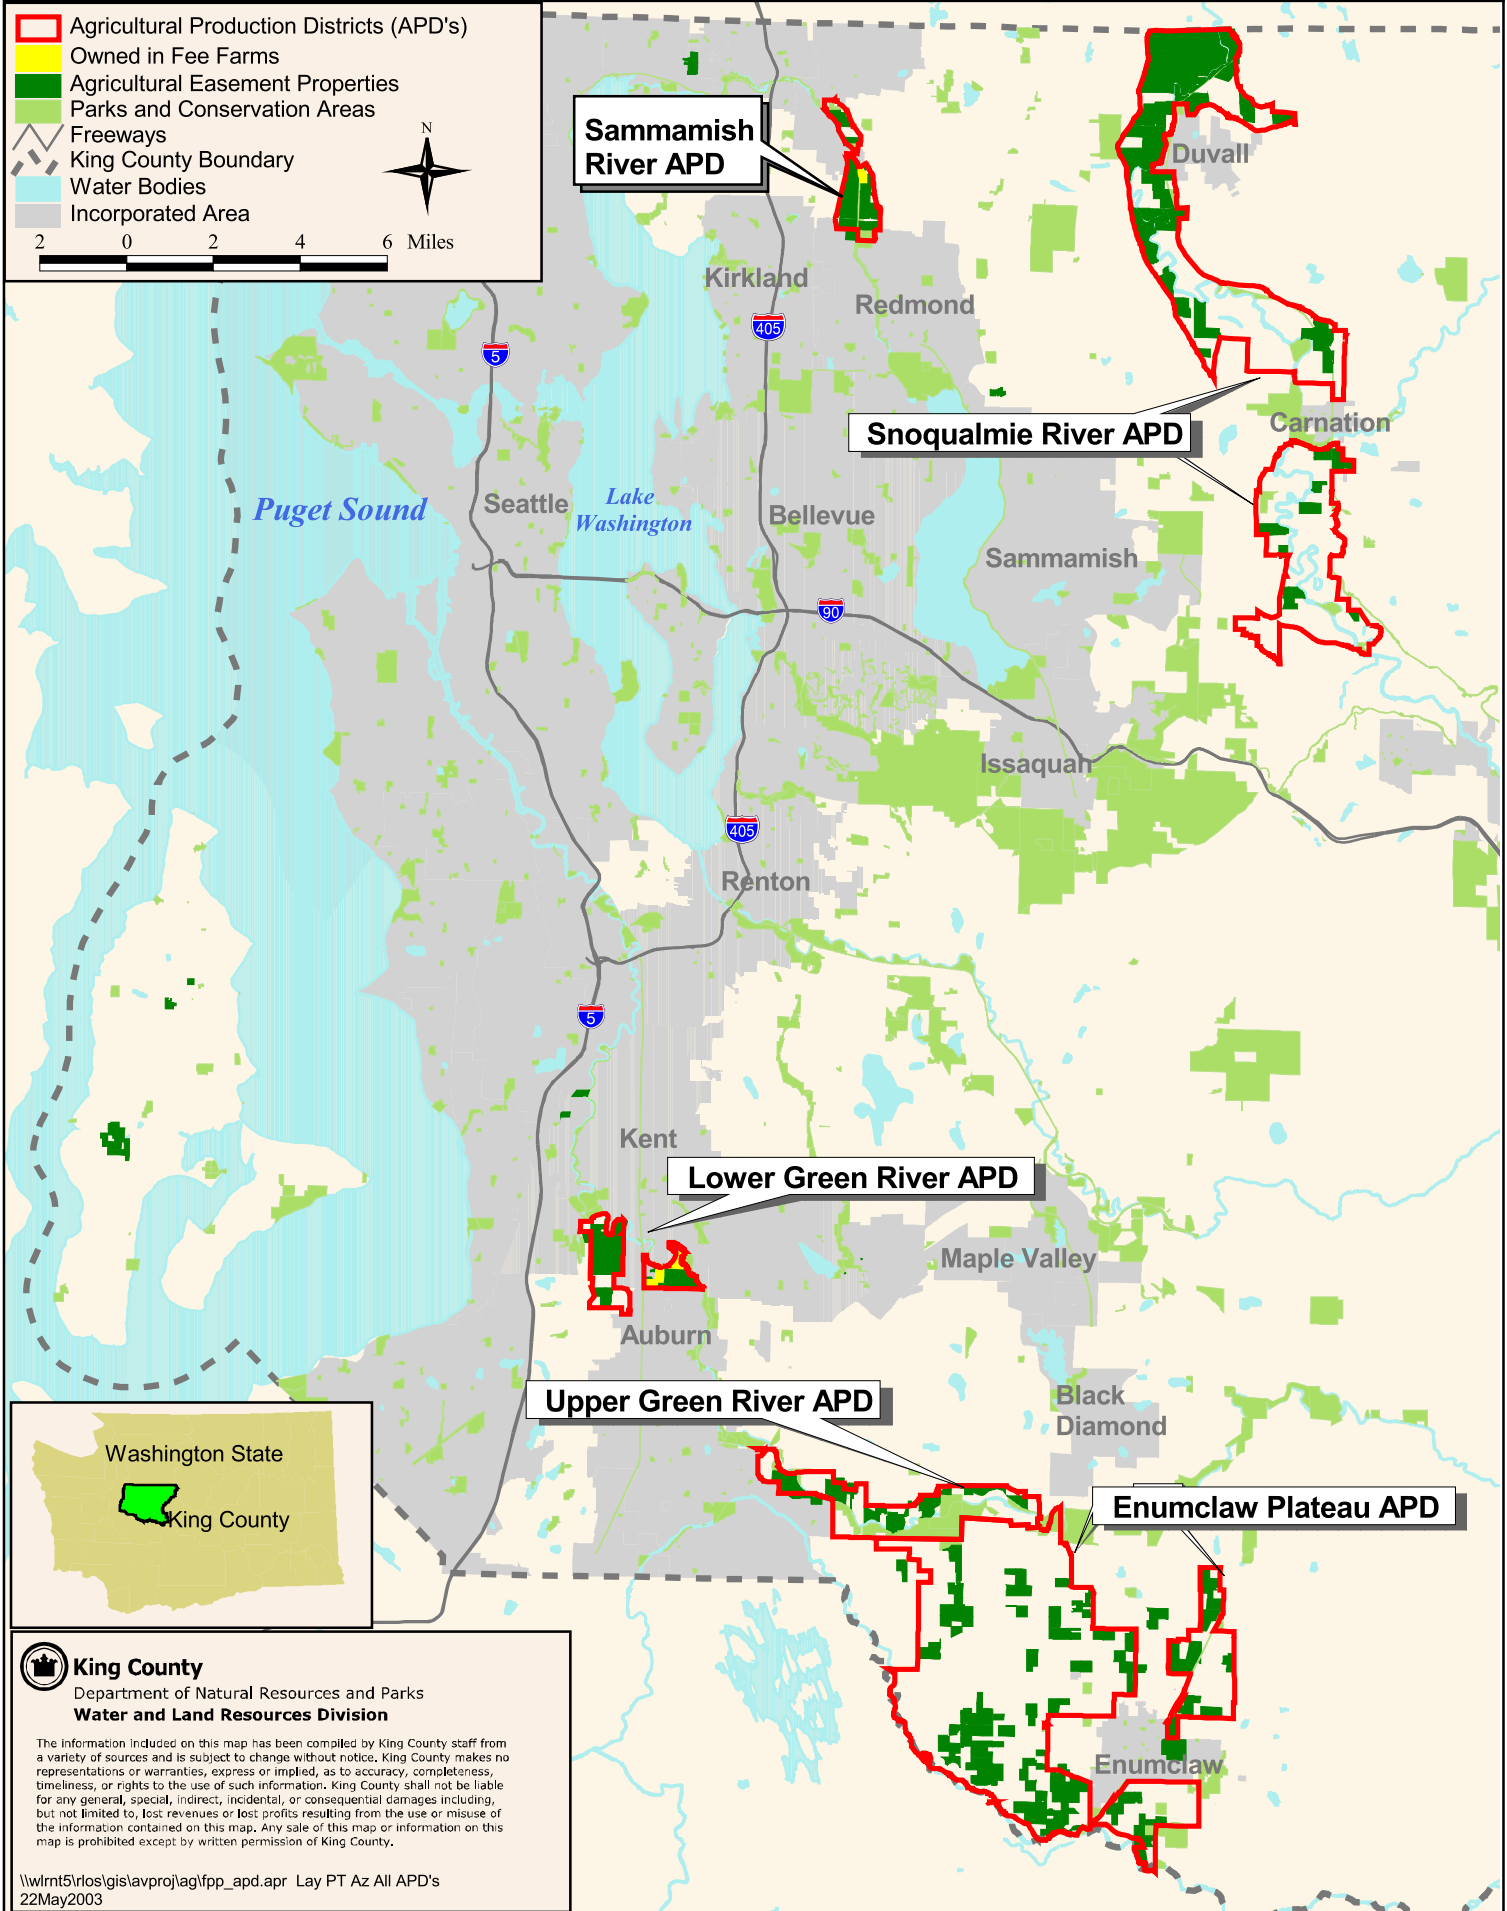 Agricultural Production Districts (APD's)
Owned in Fee Farms
Agricultural Easement Properties
Parks and Conservation Areas
Freeways
King County Boundary
Water Bodies
Incorporated Area
N
2 0 2 4 6 Miles
Sammamish
River APD
Duvall
Kirkland
Redmond
405
5
Snoqualmie River APD
Carnation
Puget Sound
Seattle
Lake
Washington
Bellevue
Sammamish
90
Issaquah
405
Renton
5
Kent
Lower Green River APD
Maple Valley
Auburn
Upper Green River APD
Black
Diamond
Enumclaw Plateau APD
Enumclaw
Washington State
King County
King County
Department of Natural Resources and Parks
Water and Land Resources Division
The information included on this map has been compiled by King County staff from
a variety of sources and is subject to change without notice. King County makes no
representations or warranties, express or implied, as to accuracy, completeness,
timeliness, or rights to the use of such information. King County shall not be liable
for any general, special, indirect, incidental, or consequential damages including,
but not limited to, lost revenues or lost profits resulting from the use or misuse of
the information contained on this map. Any sale of this map or information on this
map is prohibited except by written permission of King County.
\\wlrnt5\rlos\gis\avproj\ag\fpp_apd.apr Lay PT Az All APD's
22May2003